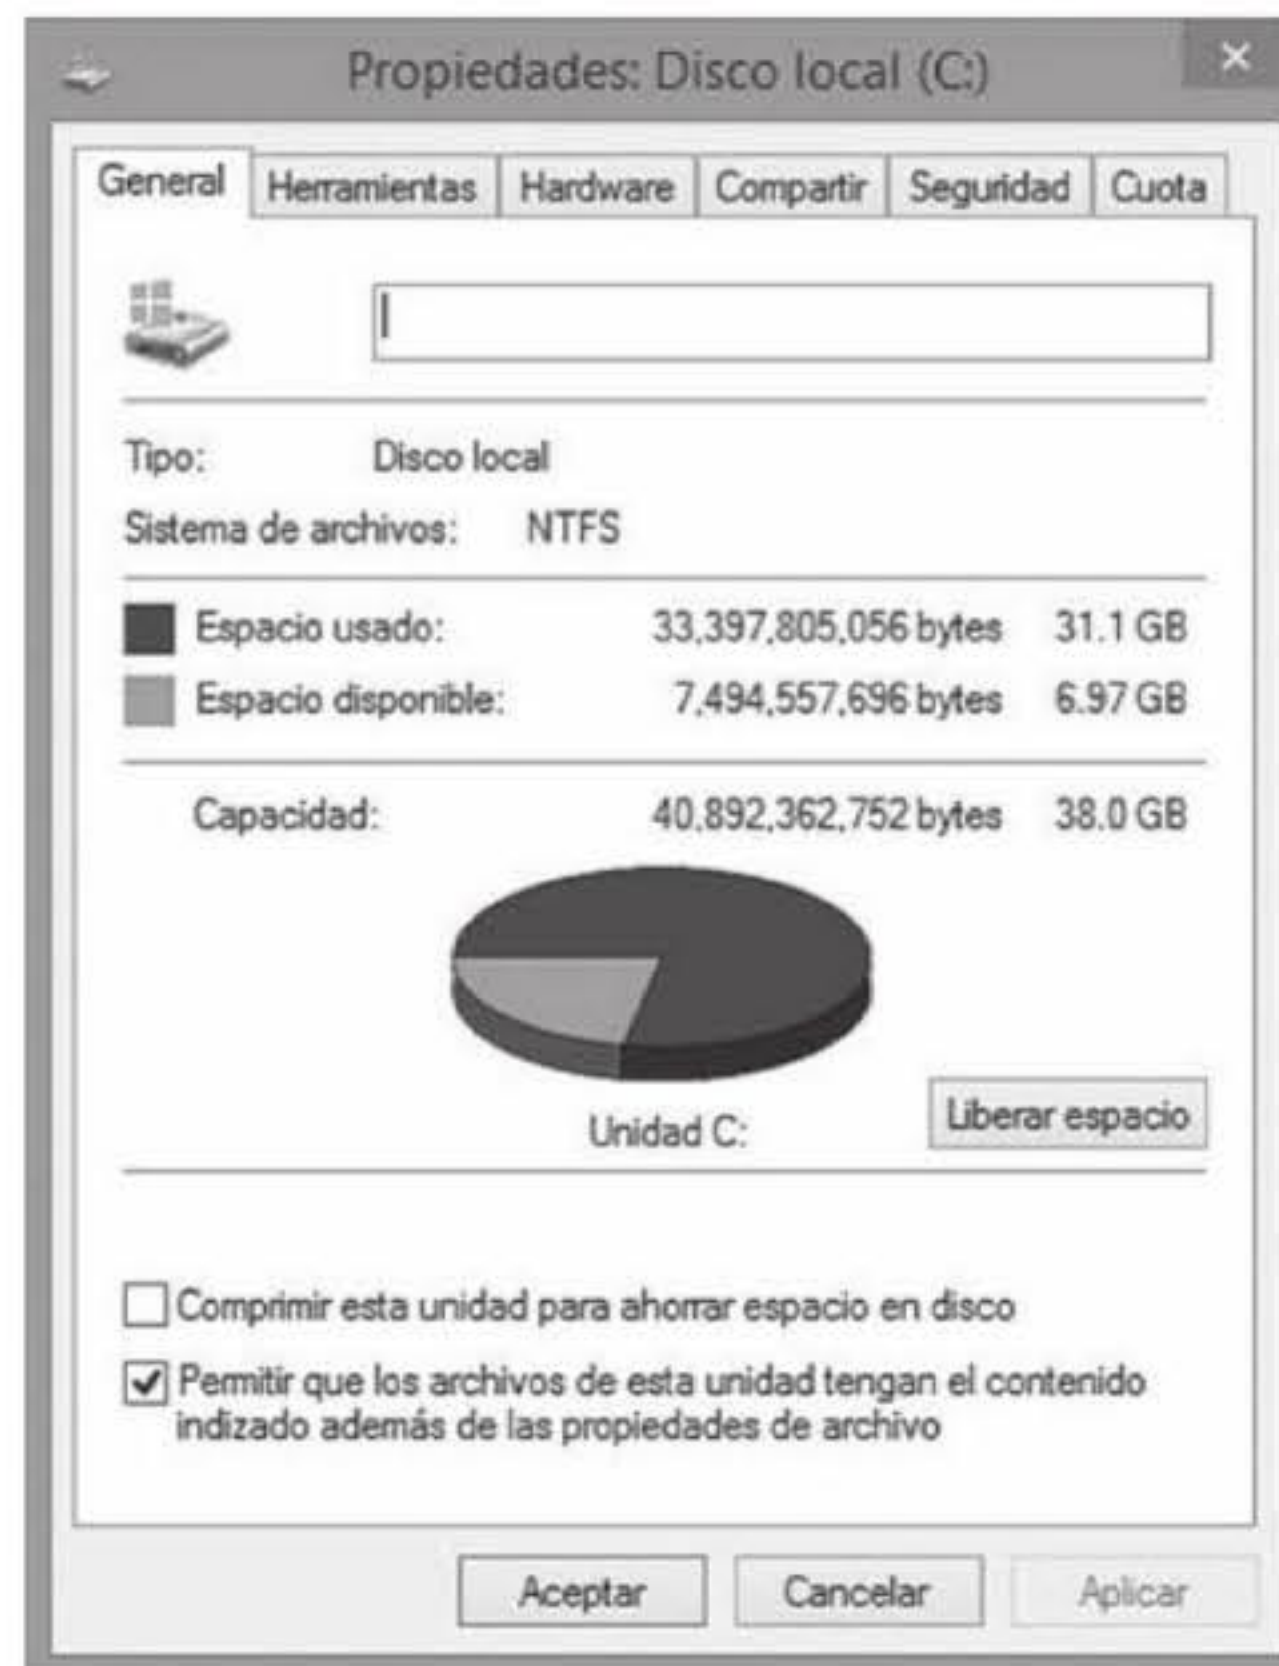 Propiedades: Disco local (C:)
General Herramientas Hardware Compartir Seguridad Cuota
Tipo: Disco local
Sistema de archivos: NTFS
Espacio usado: 33,397,805,056 bytes 31.1 GB
Espacio disponible: 7,494,557,696 bytes 6.97 GB
Capacidad: 40,892,362,752 bytes 38.0 GB
Unidad C:
Liberar espacio
Comprimir esta unidad para ahorrar espacio en disco
Permitir que los archivos de esta unidad tengan el contenido
indizado además de las propiedades de archivo
Aceptar Cancelar Aplicar